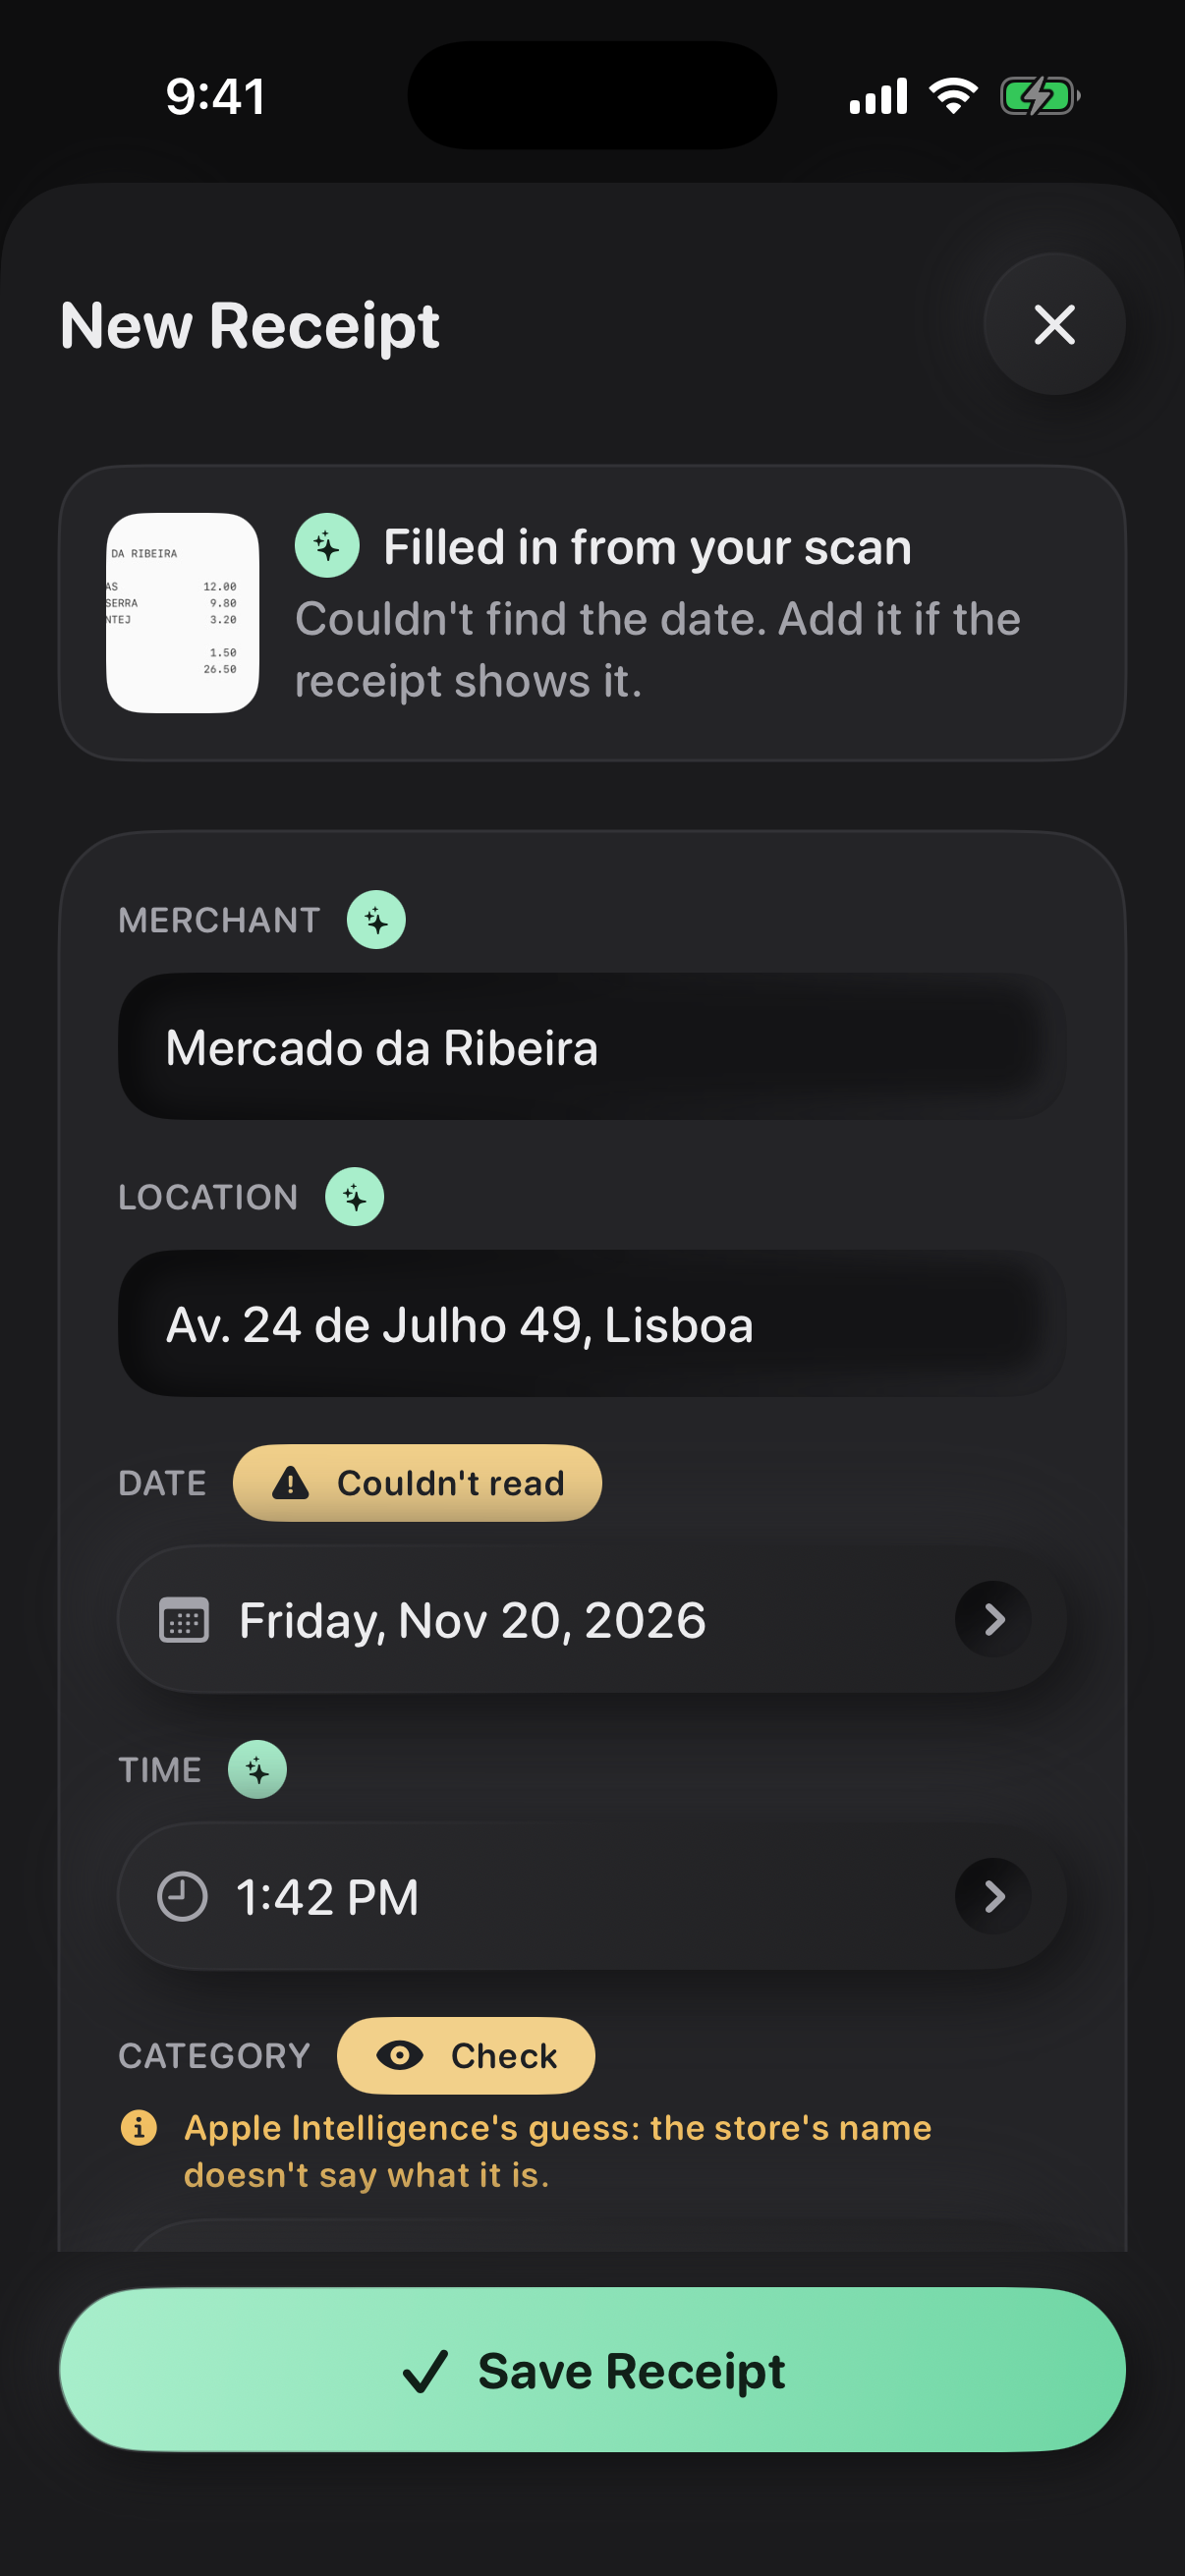 9:41
New Receipt
DA RIBEIRA
AS 12.00
SERRA 9.80
NTEJ 3.20
1.50
26.50
Filled in from your scan
Couldn't find the date. Add it if the
receipt shows it.
MERCHANT
Mercado da Ribeira
LOCATION
Av. 24 de Julho 49, Lisboa
DATE Couldn't read
Friday, Nov 20, 2026
TIME
1:42 PM
CATEGORY Check
Apple Intelligence's guess: the store's name
doesn't say what it is.
Save Receipt